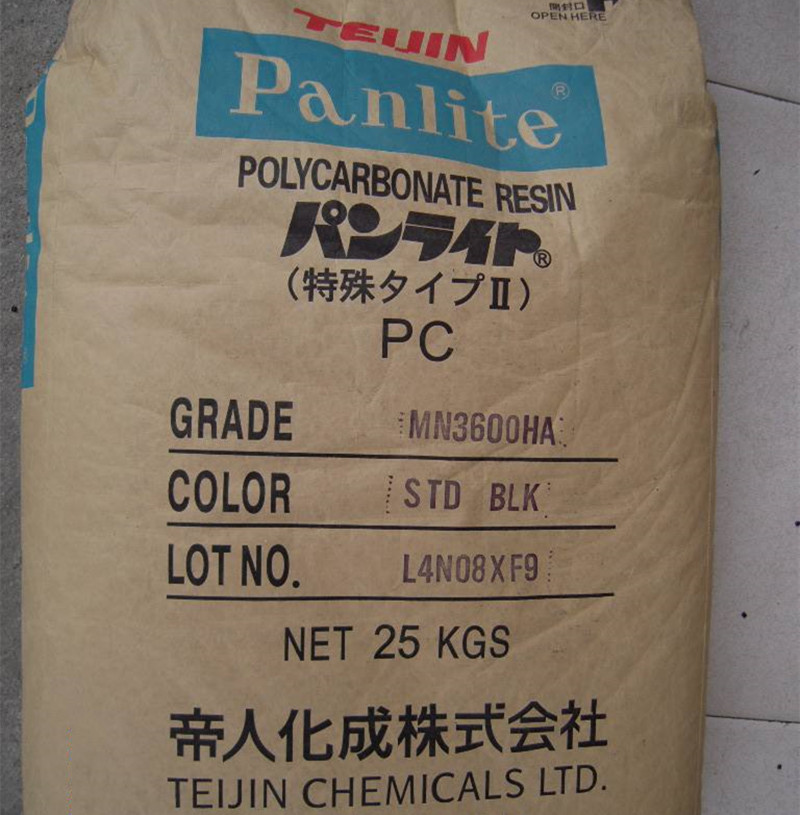 開封口
OPEN HERE
TEIJIN
Panlite®
POLYCARBONATE RESIN
パンライト®
(特殊タイプⅡ)
PC
GRADE MN3600HA
COLOR STD BLK
LOT NO. L4N08XF9
NET 25 KGS
帝人化成株式会社
TEIJIN CHEMICALS LTD.